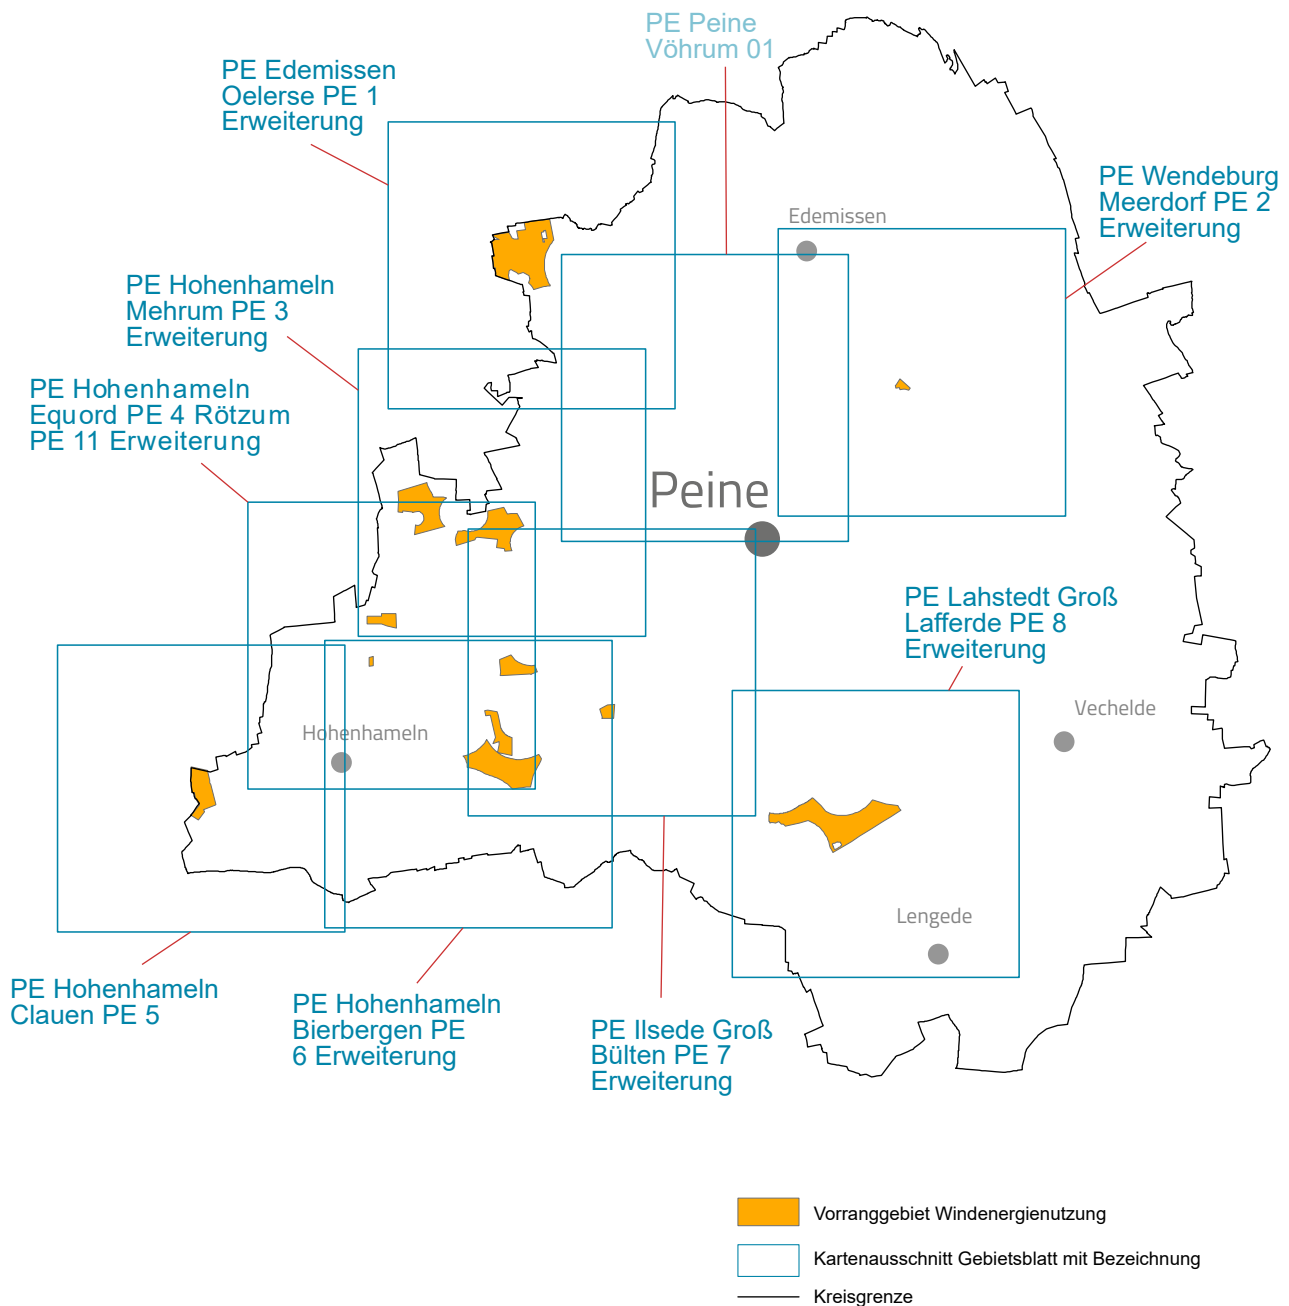 PE Peine
Vöhrum 01
PE Edemissen
Oelerse PE 1
Erweiterung
PE Wendeburg
Meerdorf PE 2
Erweiterung
Edemissen
PE Hohenhameln
Mehrum PE 3
Erweiterung
PE Hohenhameln
Equord PE 4 Rötzum
PE 11 Erweiterung
Peine
PE Lahstedt Groß
Lafferde PE 8
Erweiterung
Vechelde
Hohenhameln
Lengede
PE Hohenhameln
Clauen PE 5
PE Hohenhameln
Bierbergen PE
6 Erweiterung
PE Ilsede Groß
Bülten PE 7
Erweiterung
Vorranggebiet Windenergienutzung
Kartenausschnitt Gebietsblatt mit Bezeichnung
Kreisgrenze